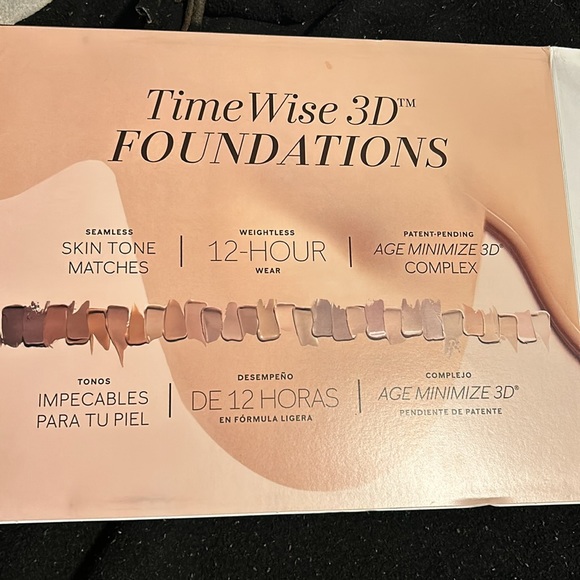 TimeWise 3D™
FOUNDATIONS
SEAMLESS
SKIN TONE
MATCHES
WEIGHTLESS
12-HOUR
WEAR
PATENT-PENDING
AGE MINIMIZE 3D®
COMPLEX
TONOS
IMPECABLES
PARA TU PIEL
DESEMPEÑO
DE 12 HORAS
EN FÓRMULA LIGERA
COMPLEJO
AGE MINIMIZE 3D®
PENDIENTE DE PATENTE